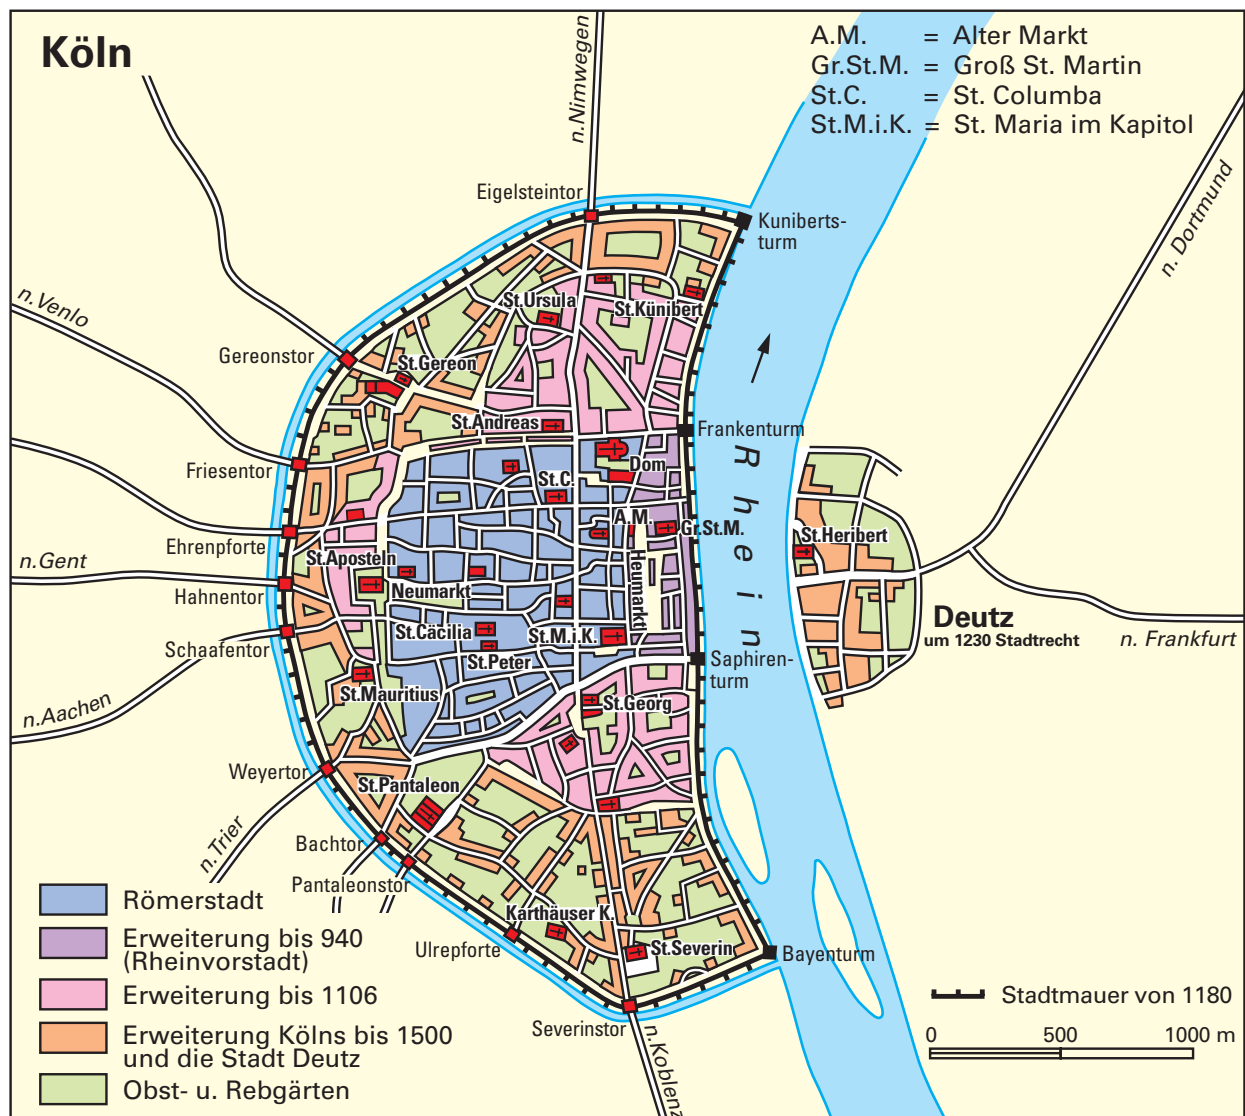 Köln
A.M. = Alter Markt
Gr.St.M. = Groß St. Martin
St.C. = St. Columba
St.M.i.K. = St. Maria im Kapitol
n.Nimwegen
Eigelsteintor
Kuniberts-
turm
n. Dortmund
n.Venlo
St.Ursula
St.Künibert
Gereonstor
St.Gereon
St.Andreas
Frankenturm
Rhein
Friesentor
Dom
St.C.
A.M.
Gr.St.M.
St.Heribert
Ehrenpforte
St.Aposteln
n.Gent
Hahnentor
Neumarkt
Heumarkt
Deutz
um 1230 Stadtrecht
n. Frankfurt
Schaafentor
St.Cäcilia
St.M.i.K.
St.Peter
Saphiren-
turm
n.Aachen
St.Mauritius
St.Georg
Weyertor
St.Pantaleon
n.Trier
Bachtor
Pantaleonstor
Karthäuser K.
Ulrepforte
St.Severin
Bayenturm
Severinstor
n.Koblenz
Römerstadt
Erweiterung bis 940
(Rheinvorstadt)
Erweiterung bis 1106
Erweiterung Kölns bis 1500
und die Stadt Deutz
Obst- u. Rebgärten
Stadtmauer von 1180
0 500 1000 m